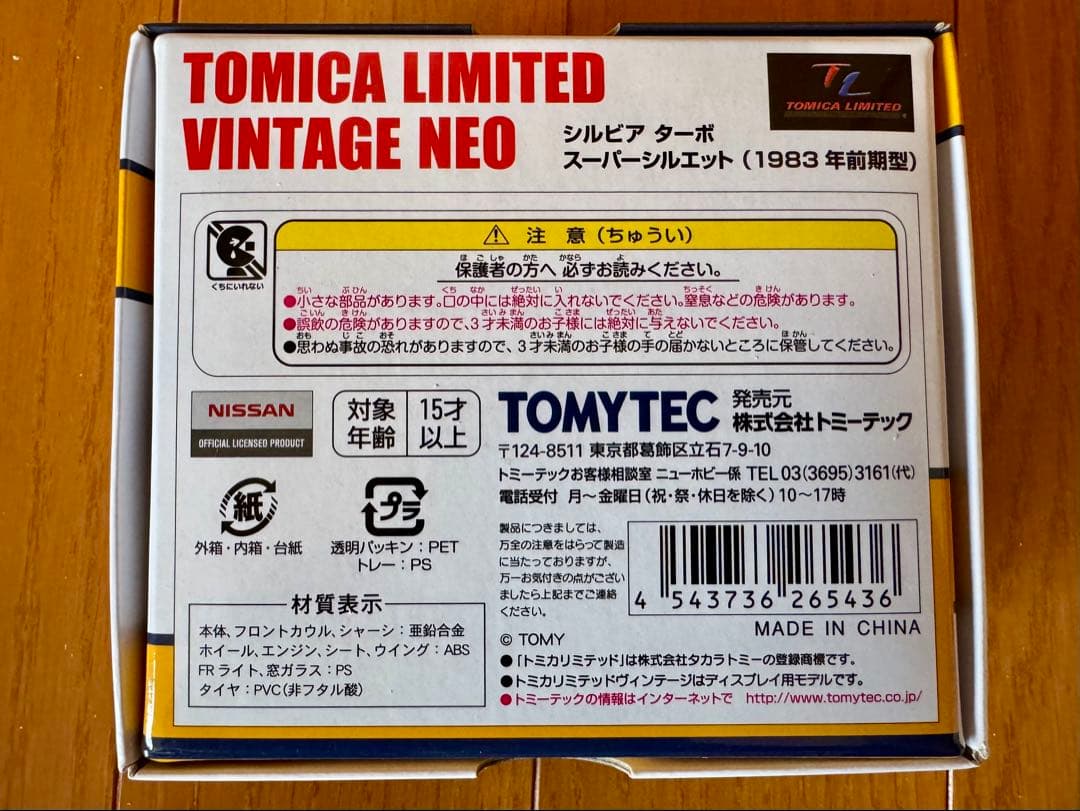 TOMICA LIMITED
VINTAGE NEO
シルビア ターボ
スーパーシルエット（1983年前期型）
TL
TOMICA LIMITED
くちにいれない
⚠ 注 意（ちゅうい）
保護者の方へ 必ずお読みください。
●小さな部品があります。口の中には絶対に入れないでください。窒息などの危険があります。
●誤飲の危険がありますので、3才未満のお子様には絶対に与えないでください。
●思わぬ事故の恐れがありますので、3才未満のお子様の手の届かないところに保管してください。
NISSAN
OFFICIAL LICENSED PRODUCT
対象年齢 15才以上
TOMYTEC
発売元
株式会社トミーテック
〒124-8511 東京都葛飾区立石7-9-10
トミーテックお客様相談室 ニューホビー係 TEL 03(3695)3161(代)
電話受付 月〜金曜日（祝・祭・休日を除く）10〜17時
紙
外箱・内箱・台紙
プラ
透明パッキン：PET
トレー：PS
製品につきましては、
万全の注意をはらって製造
に当たっておりますが、
万一お気付きの点がござい
ましたら上記までご連絡
ください。
4 543736 265436
MADE IN CHINA
材質表示
本体、フロントカウル、シャーシ：亜鉛合金
ホイール、エンジン、シート、ウイング：ABS
FRライト、窓ガラス：PS
タイヤ：PVC(非フタル酸)
© TOMY
●「トミカリミテッド」は株式会社タカラトミーの登録商標です。
●トミカリミテッドヴィンテージはディスプレイ用モデルです。
●トミーテックの情報はインターネットで http://www.tomytec.co.jp/